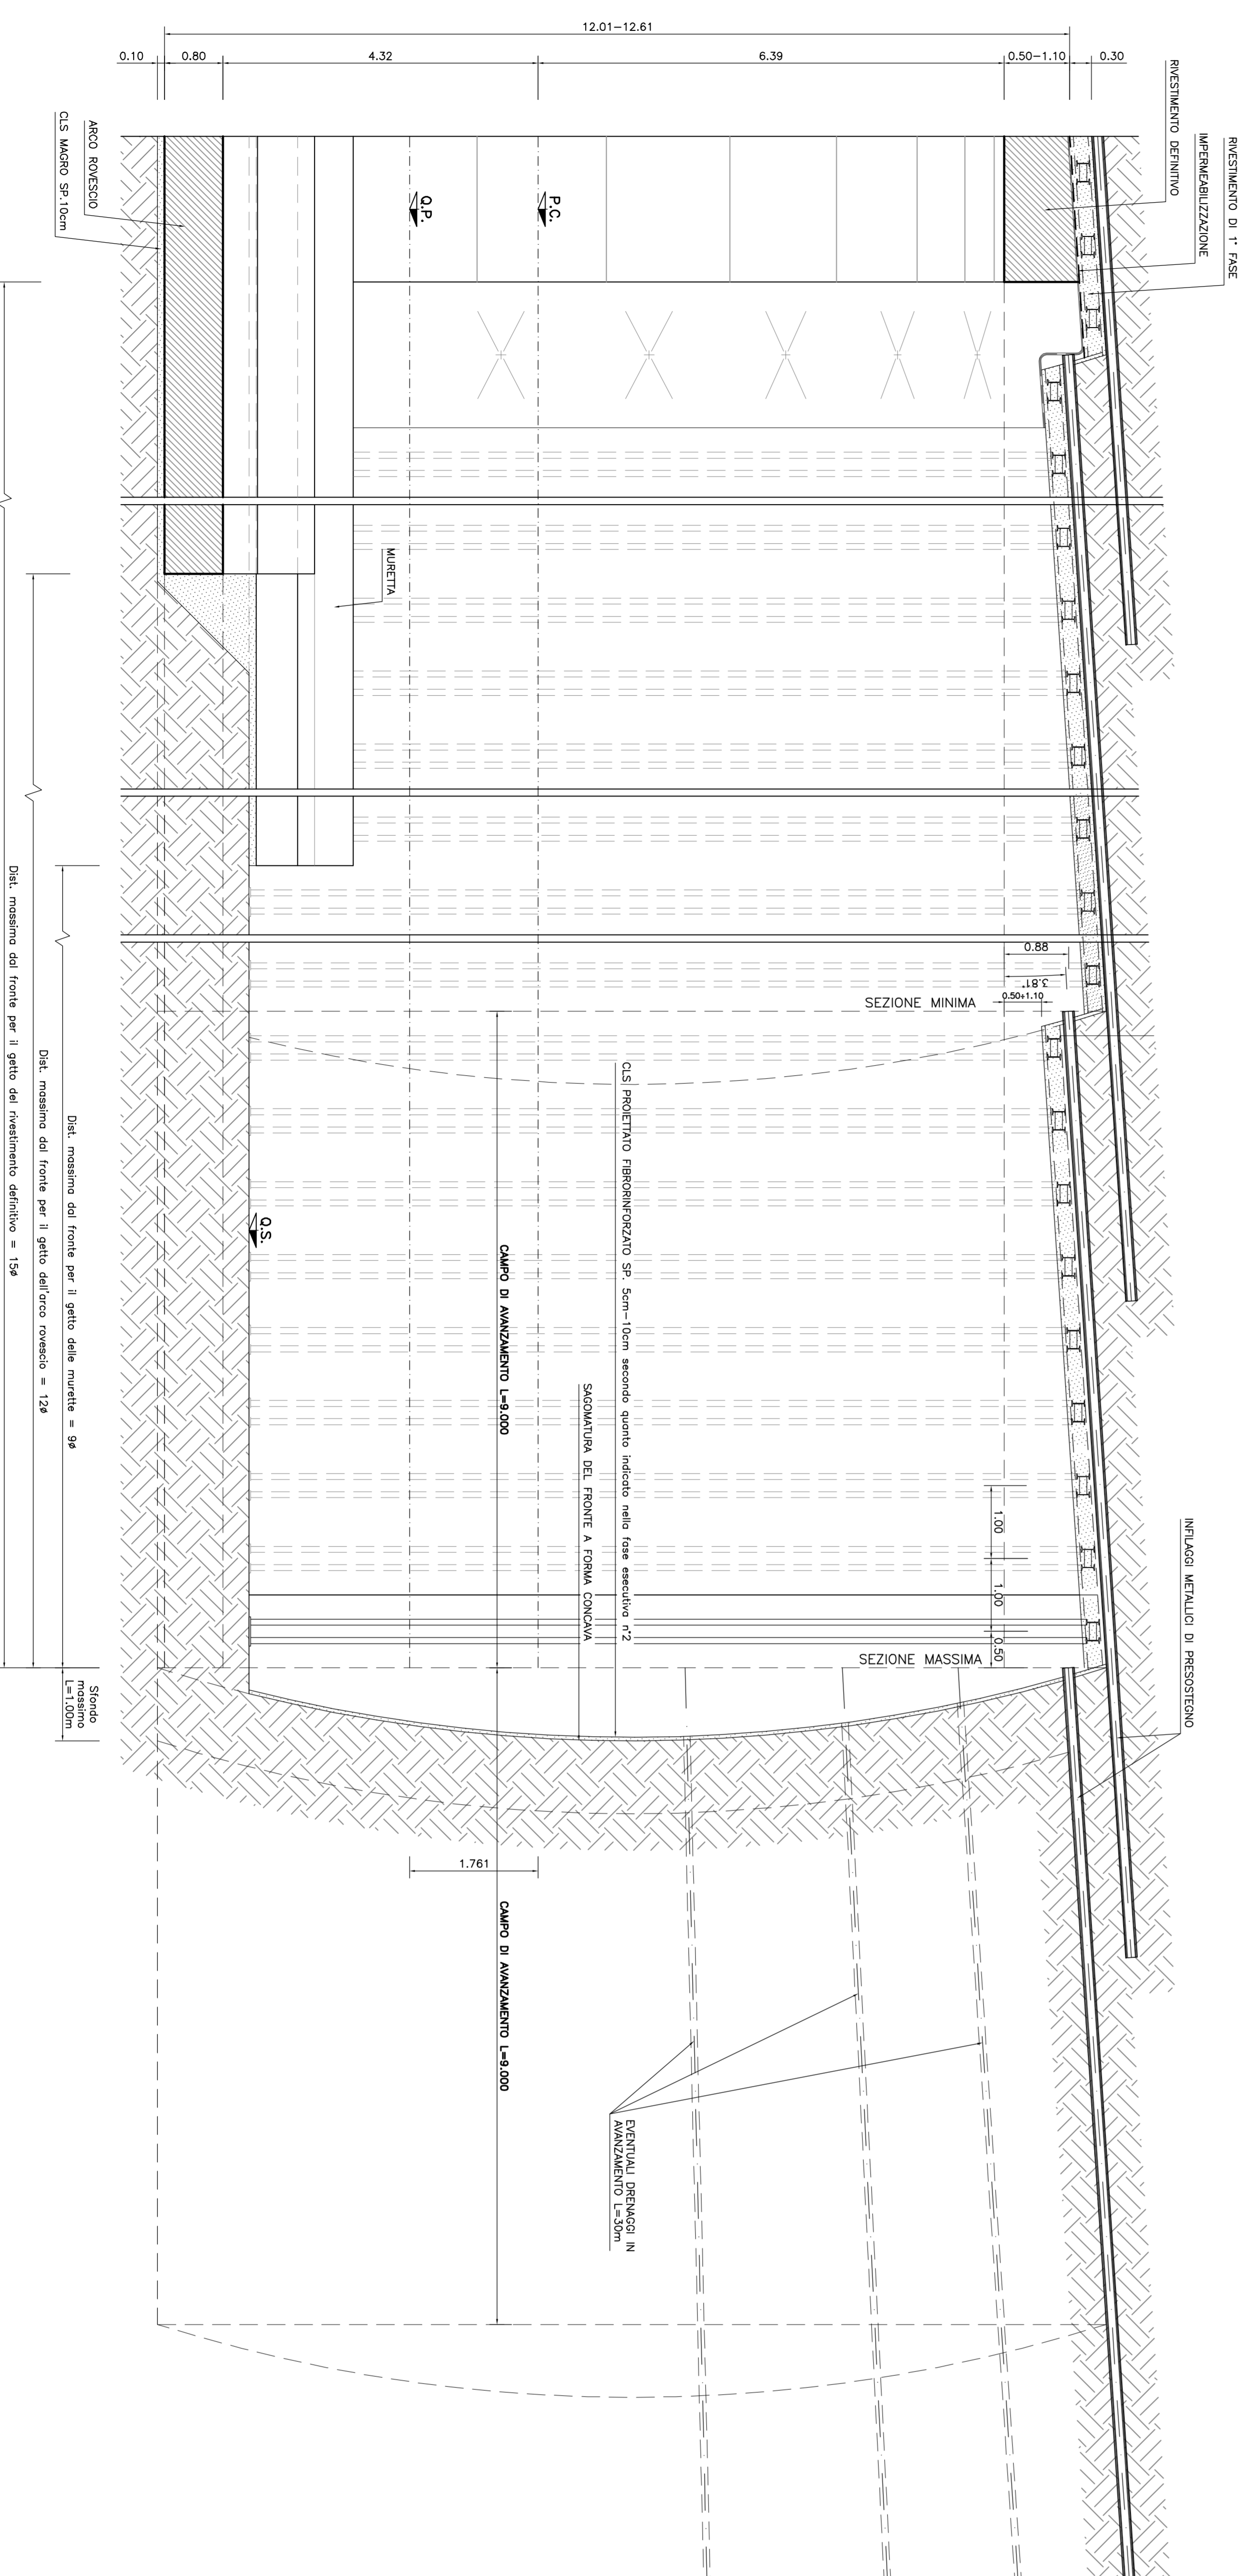 12.01-12.61
0.10
0.80
4.32
6.39
0.50-1.10
0.30
RIVESTIMENTO DI 1° FASE
IMPERMEABILIZZAZIONE
RIVESTIMENTO DEFINITIVO
ARCO ROVESCIO
CLS MAGRO SP.10cm
P.C.
Q.P.
MURETTA
0.88
3.81°
0.50÷1.10
SEZIONE MINIMA
CLS PROIETTATO FIBRORINFORZATO SP. 5cm-10cm secondo quanto indicato nella fase esecutiva n°2
SAGOMATURA DEL FRONTE A FORMA CONCAVA
CAMPO DI AVANZAMENTO L=9.000
Q.S.
1.00
1.00
0.50
SEZIONE MASSIMA
INFILAGGI METALLICI DI PRESOSTEGNO
Dist. massima dal fronte per il getto delle murette = 9ø
Dist. massima dal fronte per il getto dell'arco rovescio = 12ø
Dist. massima dal fronte per il getto del rivestimento definitivo = 15ø
Sfondo
massimo
L=1.00m
1.761
CAMPO DI AVANZAMENTO L=9.000
EVENTUALI DRENAGGI IN
AVANZAMENTO L=30m